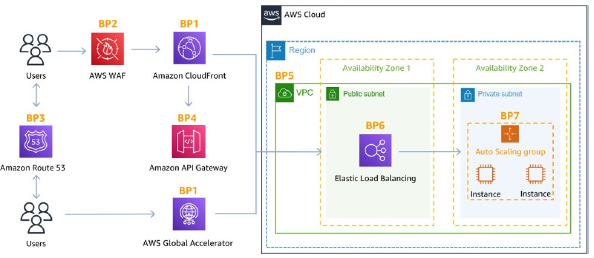 aws
AWS Cloud
Region
BP2
BP1
Users
AWS WAF
Amazon CloudFront
BP3
53
Amazon Route 53
BP4
Amazon API Gateway
BP1
Users
AWS Global Accelerator
BP5
VPC
Availability Zone 1
Public subnet
BP6
Elastic Load Balancing
Availability Zone 2
Private subnet
BP7
Auto Scaling group
Instance
Instance